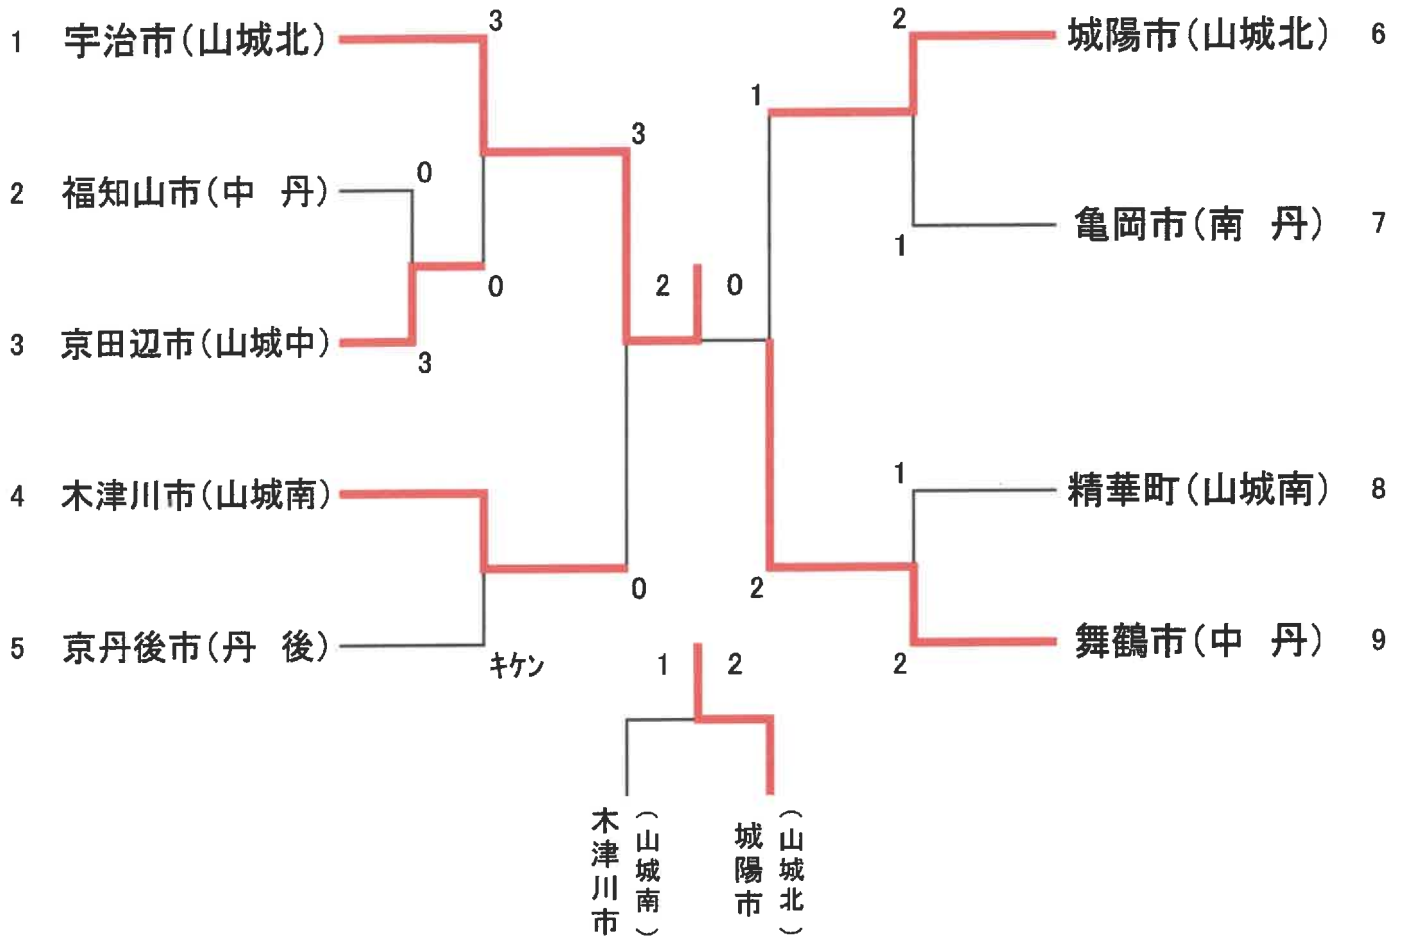 1 宇治市(山城北) 3
2 福知山市(中 丹) 0
3 京田辺市(山城中) 3
0
3
4 木津川市(山城南)
5 京丹後市(丹 後) キケン
0
2 0
2 城陽市(山城北) 6
1 亀岡市(南 丹) 7
1
1 精華町(山城南) 8
2 舞鶴市(中 丹) 9
2
1 2
木津川市
(山城南)
城陽市
(山城北)